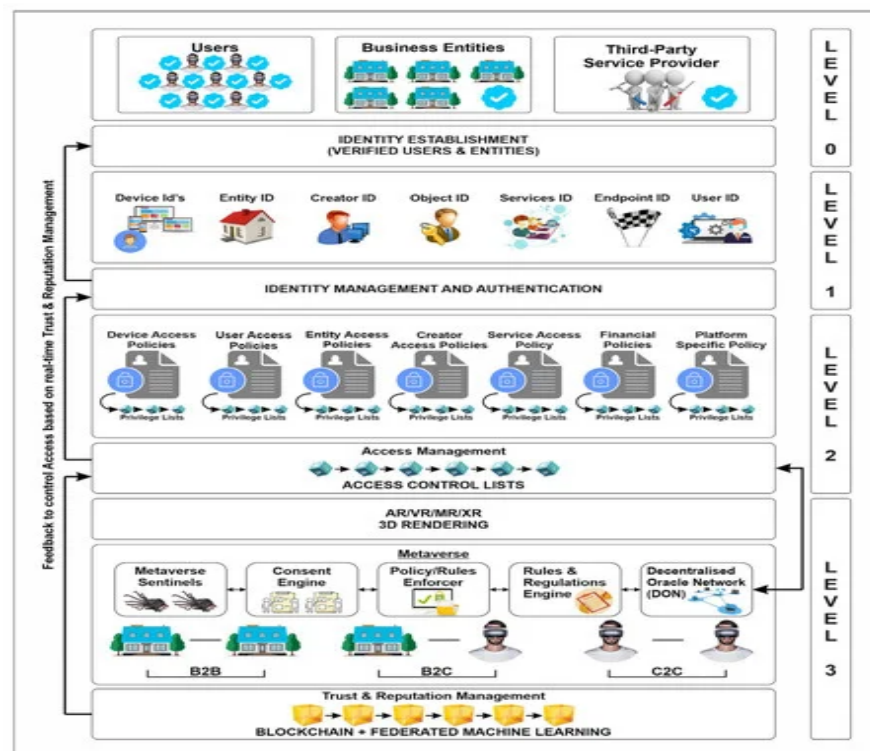 Users
Business Entities
Third-Party
Service Provider
LEVEL 0
IDENTITY ESTABLISHMENT
(VERIFIED USERS & ENTITIES)
Device Id's
Entity ID
Creator ID
Object ID
Services ID
Endpoint ID
User ID
LEVEL 1
IDENTITY MANAGEMENT AND AUTHENTICATION
Device Access
Policies
User Access
Policies
Entity Access
Policies
Creator
Access Policies
Service Access
Policy
Financial
Policies
Platform
Specific Policy
Privilege Lists
Privilege Lists
Privilege Lists
Privilege Lists
Privilege Lists
Privilege Lists
Privilege Lists
LEVEL 2
Access Management
ACCESS CONTROL LISTS
AR/VR/MR/XR
3D RENDERING
Metaverse
Metaverse
Sentinels
Consent
Engine
Policy/Rules
Enforcer
Rules &
Regulations
Engine
Decentralised
Oracle Network
(DON)
B2B
B2C
C2C
LEVEL 3
Trust & Reputation Management
BLOCKCHAIN + FEDERATED MACHINE LEARNING
Feedback to control Access based on real-time Trust & Reputation Management